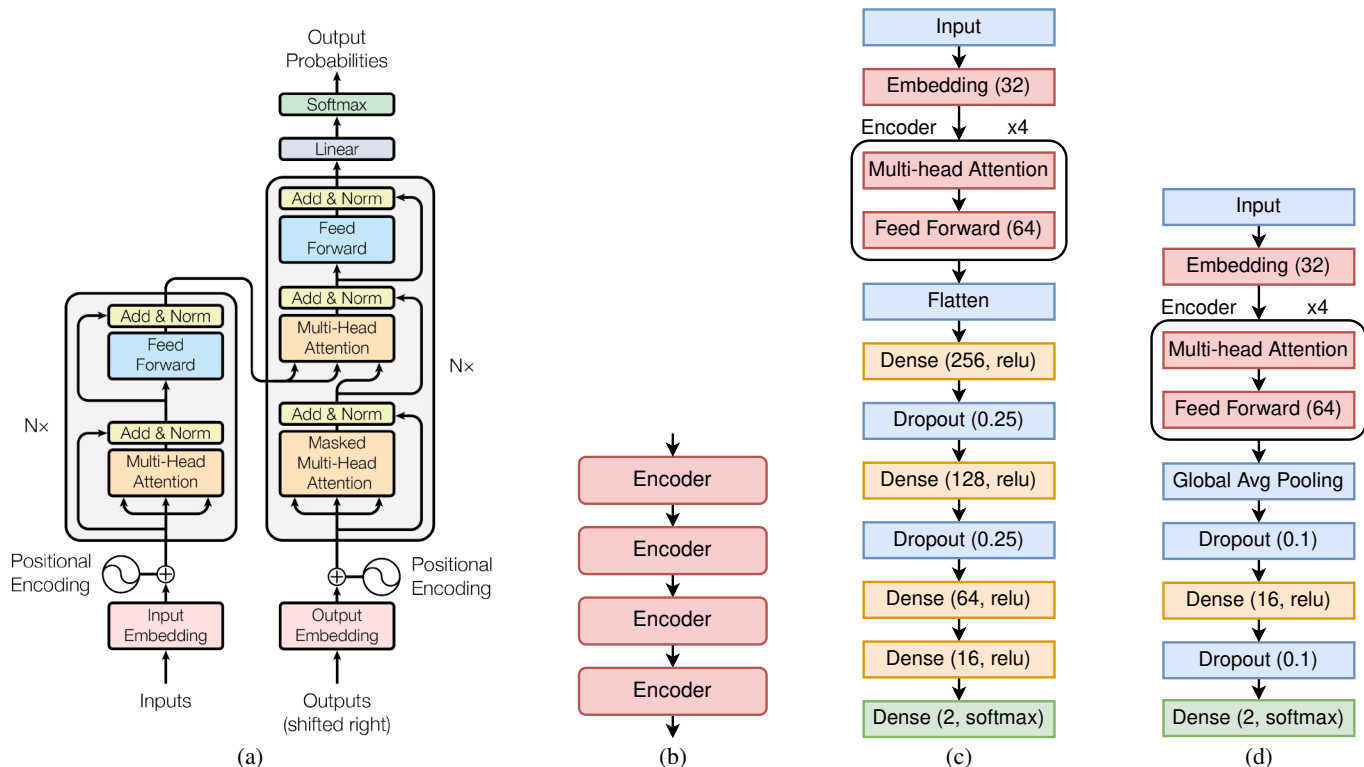 Output
Probabilities
Softmax
Linear
Add & Norm
Feed
Forward
Add & Norm
Multi-Head
Attention
Add & Norm
Masked
Multi-Head
Attention
N×
Add & Norm
Feed
Forward
N×
Add & Norm
Multi-Head
Attention
Positional
Encoding
Positional
Encoding
Input
Embedding
Output
Embedding
Inputs
Outputs
(shifted right)
(a)
Encoder
Encoder
Encoder
Encoder
(b)
Input
Embedding (32)
Encoder x4
Multi-head Attention
Feed Forward (64)
Flatten
Dense (256, relu)
Dropout (0.25)
Dense (128, relu)
Dropout (0.25)
Dense (64, relu)
Dense (16, relu)
Dense (2, softmax)
(c)
Input
Embedding (32)
Encoder x4
Multi-head Attention
Feed Forward (64)
Global Avg Pooling
Dropout (0.1)
Dense (16, relu)
Dropout (0.1)
Dense (2, softmax)
(d)